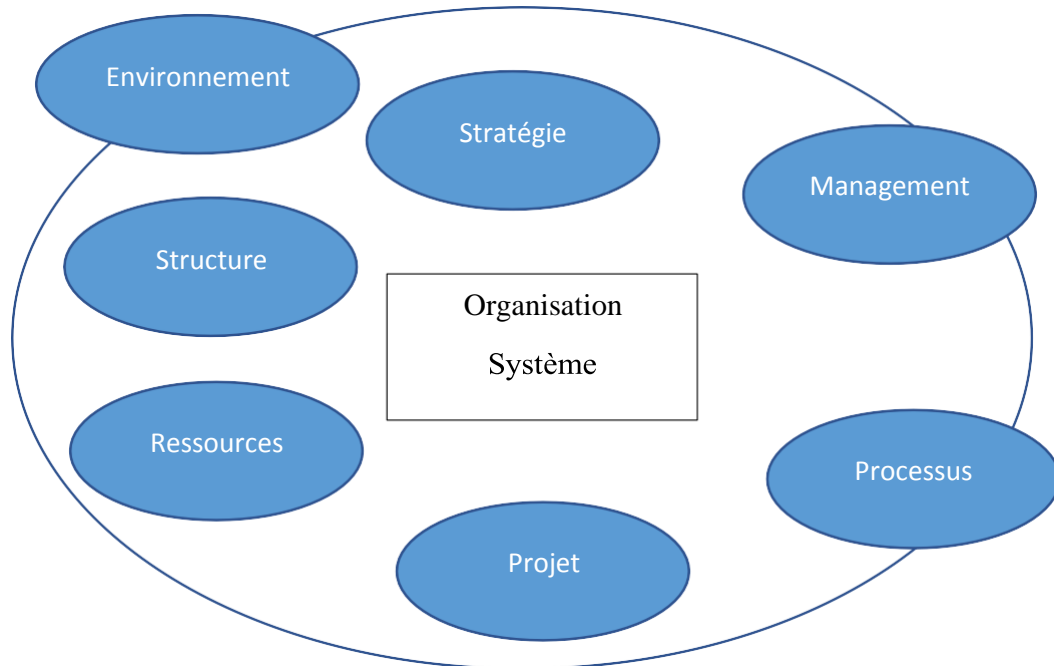 Environnement
Stratégie
Management
Structure
Organisation
Système
Ressources
Processus
Projet